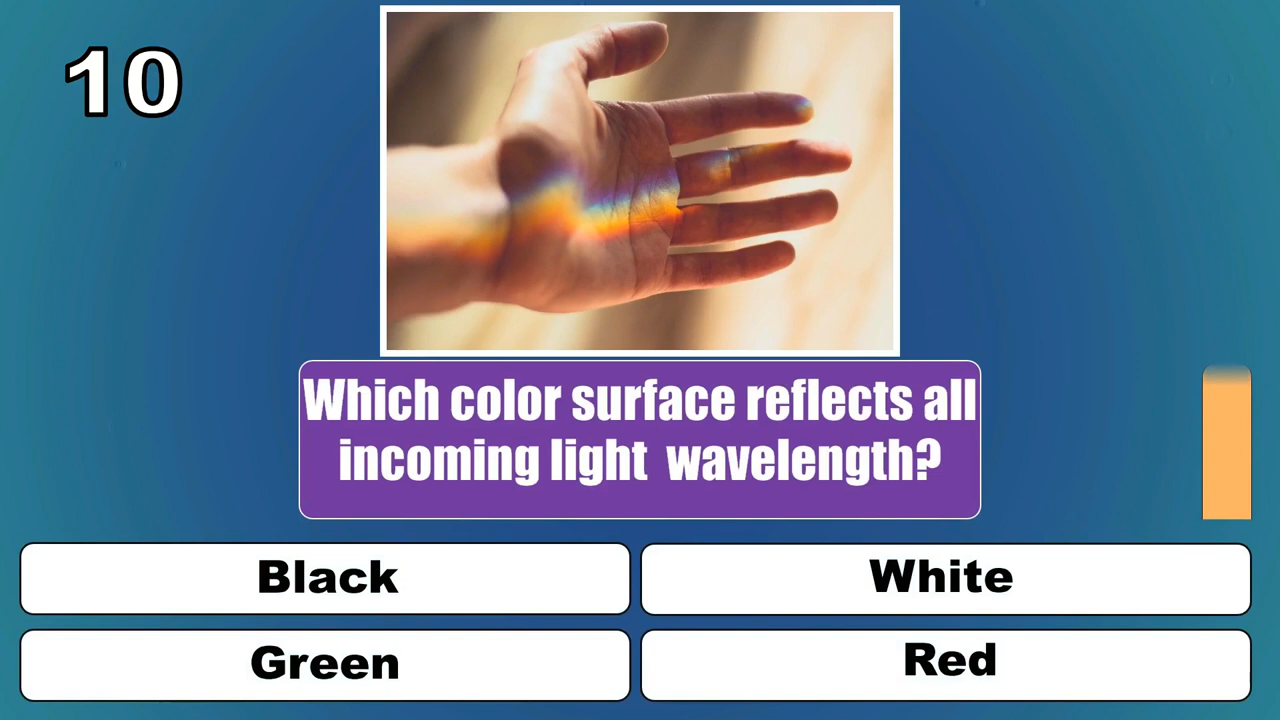 10
Which color surface reflects all
incoming light wavelength?
Black
White
Green
Red